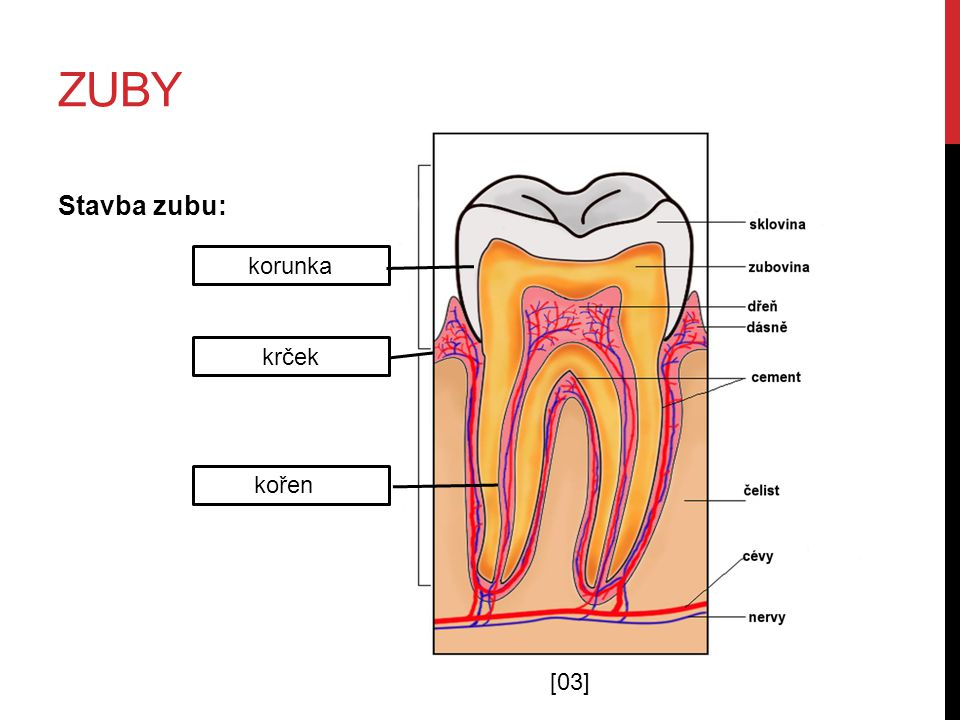 ZUBY
Stavba zubu:
korunka
krček
kořen
sklovina
zubovina
dřeň
dásně
cement
čelist
cévy
nervy
[03]